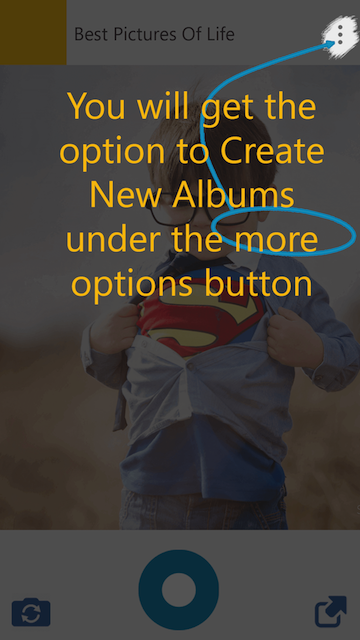 Best Pictures Of Life
You will get the
option to Create
New Albums
under the more
options button